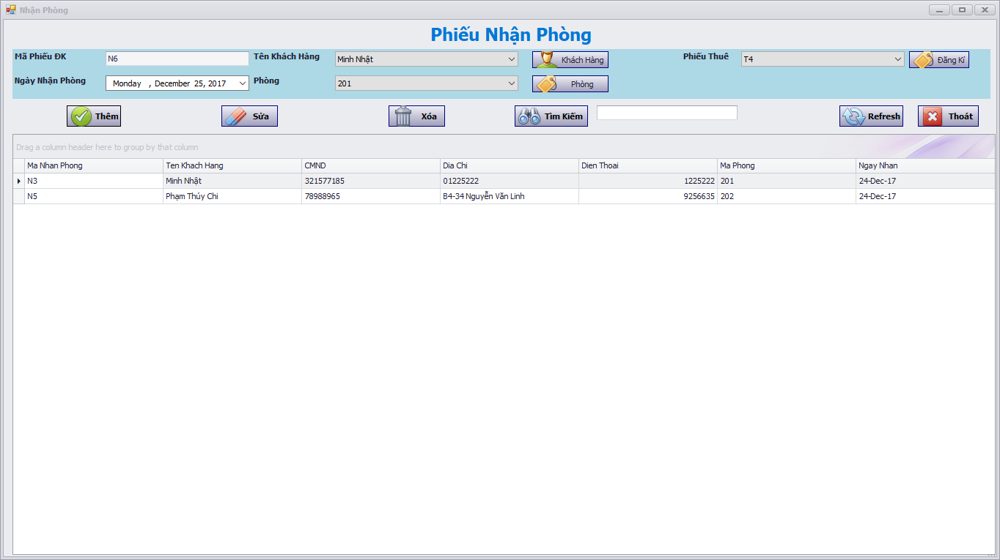 Nhận Phòng
Phiếu Nhận Phòng
Mã Phiếu ĐK N6 Tên Khách Hàng Minh Nhật Khách Hàng Phiếu Thuê T4 Đăng Kí
Ngày Nhận Phòng Monday , December 25, 2017 Phòng 201 Phòng
Thêm Sửa Xóa Tìm Kiếm Refresh Thoát
Drag a column header here to group by that column
Ma Nhan Phong Ten Khach Hang CMND Dia Chi Dien Thoai Ma Phong Ngay Nhan
N3 Minh Nhật 321577185 01225222 1225222 201 24-Dec-17
N5 Phạm Thúy Chi 78988965 B4-34 Nguyễn Văn Linh 9256635 202 24-Dec-17